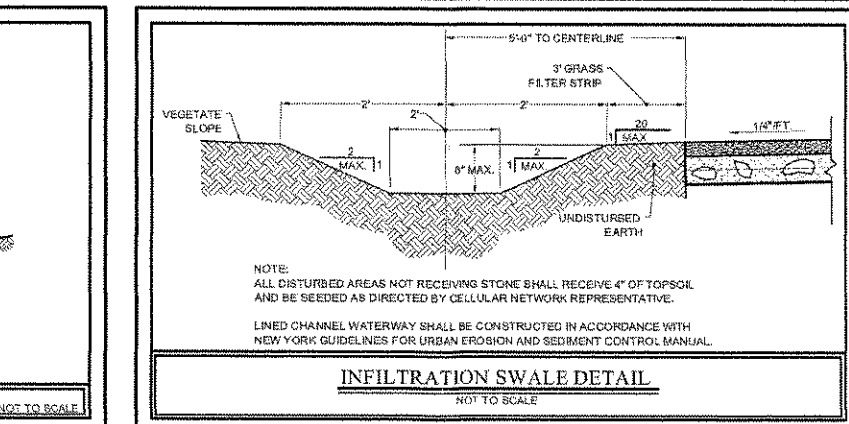 5'-0" TO CENTERLINE
3' GRASS
FILTER STRIP
VEGETATE
SLOPE
2'
2'
2'
20
MAX
1
1/4"/FT.
2
MAX.
1
6" MAX.
2
MAX.
1
UNDISTURBED
EARTH
NOTE:
ALL DISTURBED AREAS NOT RECEIVING STONE SHALL RECEIVE 4" OF TOPSOIL
AND BE SEEDED AS DIRECTED BY CELLULAR NETWORK REPRESENTATIVE.
LINED CHANNEL WATERWAY SHALL BE CONSTRUCTED IN ACCORDANCE WITH
NEW YORK GUIDELINES FOR URBAN EROSION AND SEDIMENT CONTROL MANUAL.
INFILTRATION SWALE DETAIL
NOT TO SCALE
NOT TO SCALE